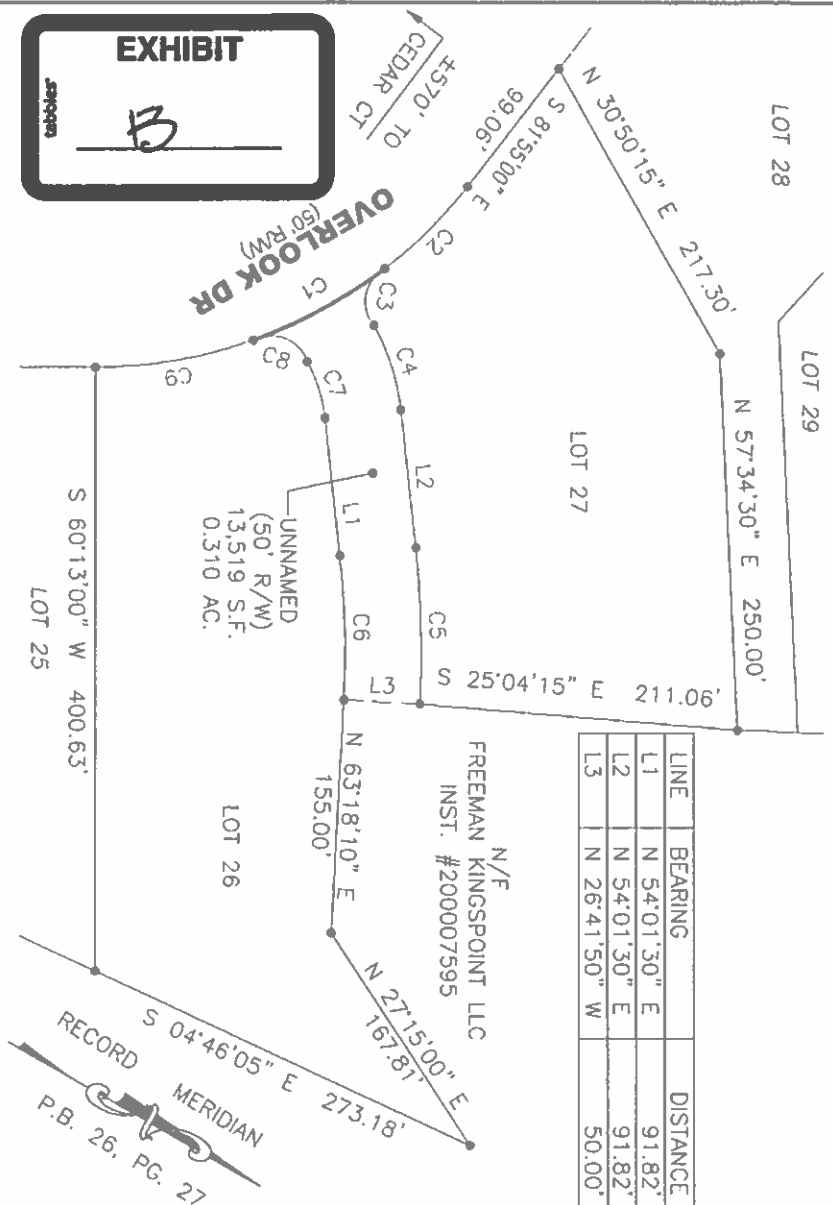 EXHIBIT
B
tabbies®
±570' TO
CEDAR CT
LOT 28
LOT 29
N 30°50'15" E 217.30'
S 81°55'00" E
99.06'
N 57°34'30" E 250.00'
LOT 27
OVERLOOK DR
(50' R/W)
C2
C1
C3
C4
L2
C5
C8
C7
L1
C6
L3
C9
S 25°04'15" E 211.06'
UNNAMED
(50' R/W)
13,519 S.F.
0.310 AC.
N 63°18'10" E
155.00'
N/F
FREEMAN KINGSPOINT LLC
INST. #200007595
N 27°15'00" E
167.81'
LOT 26
S 60°13'00" W 400.63'
LOT 25
S 04°46'05" E 273.18'
RECORD MERIDIAN
P.B. 26, PG. 27
LINE BEARING DISTANCE
L1 N 54°01'30" E 91.82'
L2 N 54°01'30" E 91.82'
L3 N 26°41'50" W 50.00'